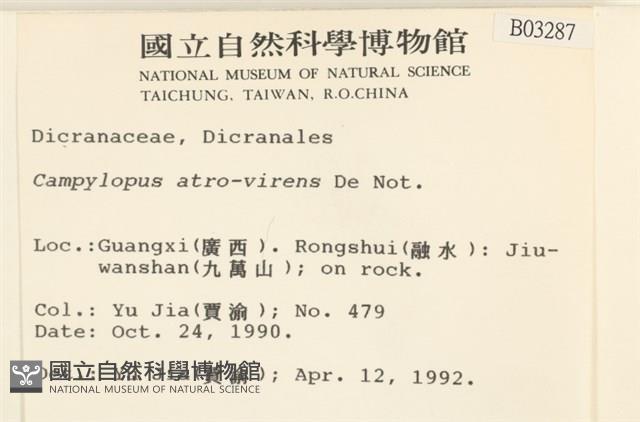 國立自然科學博物館
B03287
NATIONAL MUSEUM OF NATURAL SCIENCE
TAICHUNG, TAIWAN, R.O.CHINA
Dicranaceae, Dicranales
Campylopus atro-virens De Not.
Loc.:Guangxi(廣西). Rongshui(融水): Jiu-
wanshan(九萬山); on rock.
Col.: Yu Jia(賈渝); No. 479
Date: Oct. 24, 1990.
); Apr. 12, 1992.
國立自然科學博物館
NATIONAL MUSEUM OF NATURAL SCIENCE